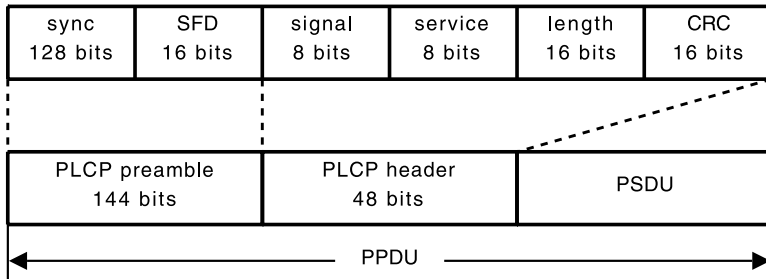 sync SFD signal service length CRC
128 bits 16 bits 8 bits 8 bits 16 bits 16 bits
PLCP preamble PLCP header PSDU
144 bits 48 bits
PPDU